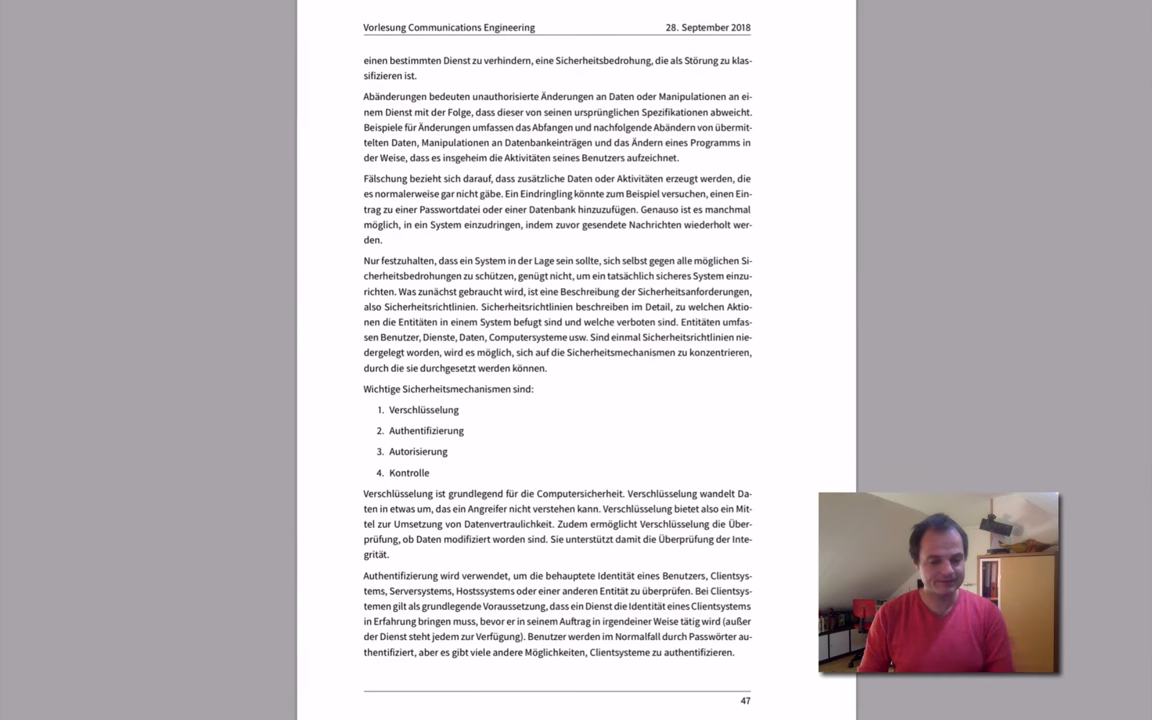 Vorlesung Communications Engineering 28. September 2018
einen bestimmten Dienst zu verhindern, eine Sicherheitsbedrohung, die als Störung zu klas-
sifizieren ist.
Abänderungen bedeuten unauthorisierte Änderungen an Daten oder Manipulationen an ei-
nem Dienst mit der Folge, dass dieser von seinen ursprünglichen Spezifikationen abweicht.
Beispiele für Änderungen umfassen das Abfangen und nachfolgende Abändern von übermit-
telten Daten, Manipulationen an Datenbankeinträgen und das Ändern eines Programms in
der Weise, dass es insgeheim die Aktivitäten seines Benutzers aufzeichnet.
Fälschung bezieht sich darauf, dass zusätzliche Daten oder Aktivitäten erzeugt werden, die
es normalerweise gar nicht gäbe. Ein Eindringling könnte zum Beispiel versuchen, einen Ein-
trag zu einer Passwortdatei oder einer Datenbank hinzuzufügen. Genauso ist es manchmal
möglich, in ein System einzudringen, indem zuvor gesendete Nachrichten wiederholt wer-
den.
Nur festzuhalten, dass ein System in der Lage sein sollte, sich selbst gegen alle möglichen Si-
cherheitsbedrohungen zu schützen, genügt nicht, um ein tatsächlich sicheres System einzu-
richten. Was zunächst gebraucht wird, ist eine Beschreibung der Sicherheitsanforderungen,
also Sicherheitsrichtlinien. Sicherheitsrichtlinien beschreiben im Detail, zu welchen Aktio-
nen die Entitäten in einem System befugt sind und welche verboten sind. Entitäten umfas-
sen Benutzer, Dienste, Daten, Computersysteme usw. Sind einmal Sicherheitsrichtlinien nie-
dergelegt worden, wird es möglich, sich auf die Sicherheitsmechanismen zu konzentrieren,
durch die sie durchgesetzt werden können.
Wichtige Sicherheitsmechanismen sind:
1. Verschlüsselung
2. Authentifizierung
3. Autorisierung
4. Kontrolle
Verschlüsselung ist grundlegend für die Computersicherheit. Verschlüsselung wandelt Da-
ten in etwas um, das ein Angreifer nicht verstehen kann. Verschlüsselung bietet also ein Mit-
tel zur Umsetzung von Datenvertraulichkeit. Zudem ermöglicht Verschlüsselung die Über-
prüfung, ob Daten modifiziert worden sind. Sie unterstützt damit die Überprüfung der Inte-
grität.
Authentifizierung wird verwendet, um die behauptete Identität eines Benutzers, Clientsys-
tems, Serversystems, Hostssystems oder einer anderen Entität zu überprüfen. Bei Clientsys-
temen gilt als grundlegende Voraussetzung, dass ein Dienst die Identität eines Clientsystems
in Erfahrung bringen muss, bevor er in seinem Auftrag in irgendeiner Weise tätig wird (außer
der Dienst steht jedem zur Verfügung). Benutzer werden im Normalfall durch Passwörter au-
thentifiziert, aber es gibt viele andere Möglichkeiten, Clientsysteme zu authentifizieren.
47